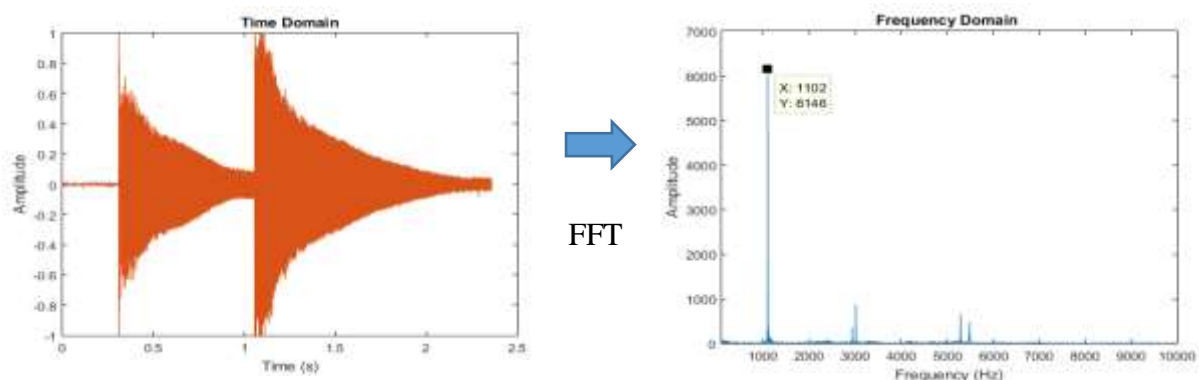 Time Domain
1
0.8
0.6
0.4
0.2
0
-0.2
-0.4
-0.6
-0.8
-1
Amplitude
0 0.5 1 1.5 2 2.5
Time (s)
FFT
Frequency Domain
7000
6000
5000
4000
3000
2000
1000
0
Amplitude
X: 1102
Y: 6146
1000 2000 3000 4000 5000 6000 7000 8000 9000 10000
Frequency (Hz)